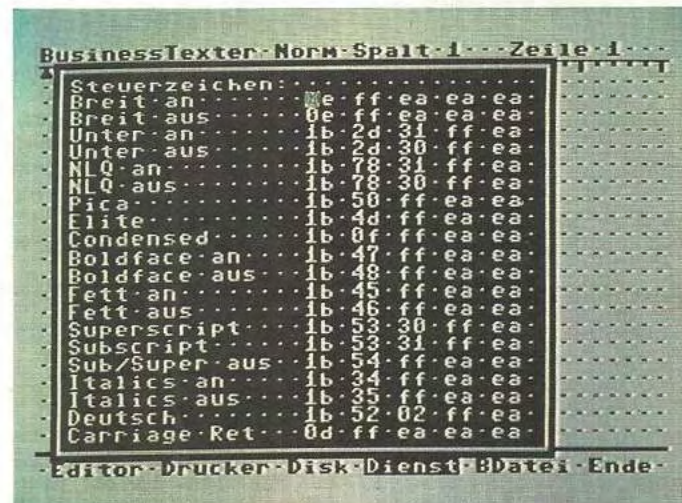 BusinessTexter·Norm·Spalt·1···Zeile·1···
Steuerzeichen:
Breit·an 0e·ff·ea·ea·ea
Breit·aus 0e·ff·ea·ea·ea
Unter·an 1b·2d·31·ff·ea
Unter·aus 1b·2d·30·ff·ea
NLQ·an 1b·78·31·ff·ea
NLQ·aus 1b·78·30·ff·ea
Pica 1b·50·ff·ea·ea
Elite 1b·4d·ff·ea·ea
Condensed 1b·0f·ff·ea·ea
Boldface·an 1b·47·ff·ea·ea
Boldface·aus 1b·48·ff·ea·ea
Fett·an 1b·45·ff·ea·ea
Fett·aus 1b·46·ff·ea·ea
Superscript 1b·53·30·ff·ea
Subscript 1b·53·31·ff·ea
Sub/Super·aus 1b·54·ff·ea·ea
Italics·an 1b·34·ff·ea·ea
Italics·aus 1b·35·ff·ea·ea
Deutsch 1b·52·02·ff·ea
Carriage·Ret 0d·ff·ea·ea·ea
Editor·Drucker·Disk·Dienst·BDatei·Ende